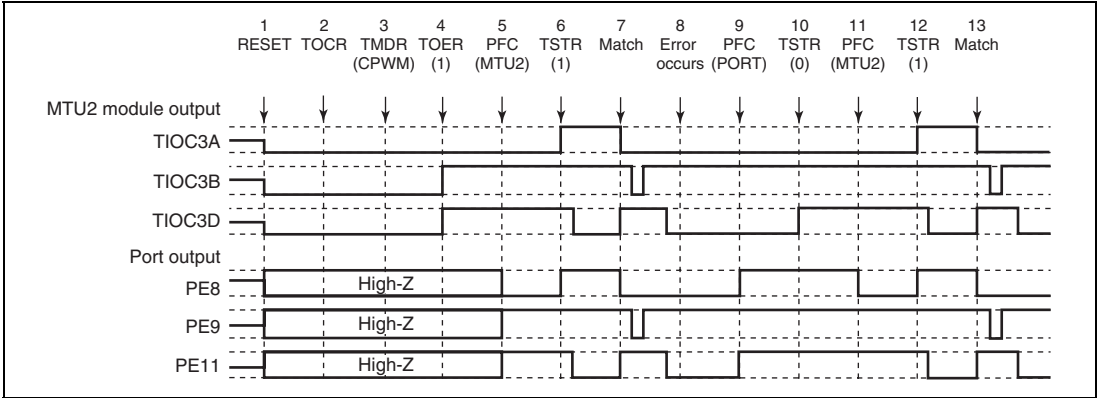 1 2 3 4 5 6 7 8 9 10 11 12 13
RESET TOCR TMDR TOER PFC TSTR Match Error PFC TSTR PFC TSTR Match
(CPWM) (1) (MTU2) (1) occurs (PORT) (0) (MTU2) (1)
MTU2 module output
TIOC3A
TIOC3B
TIOC3D
Port output
PE8 High-Z
PE9 High-Z
PE11 High-Z